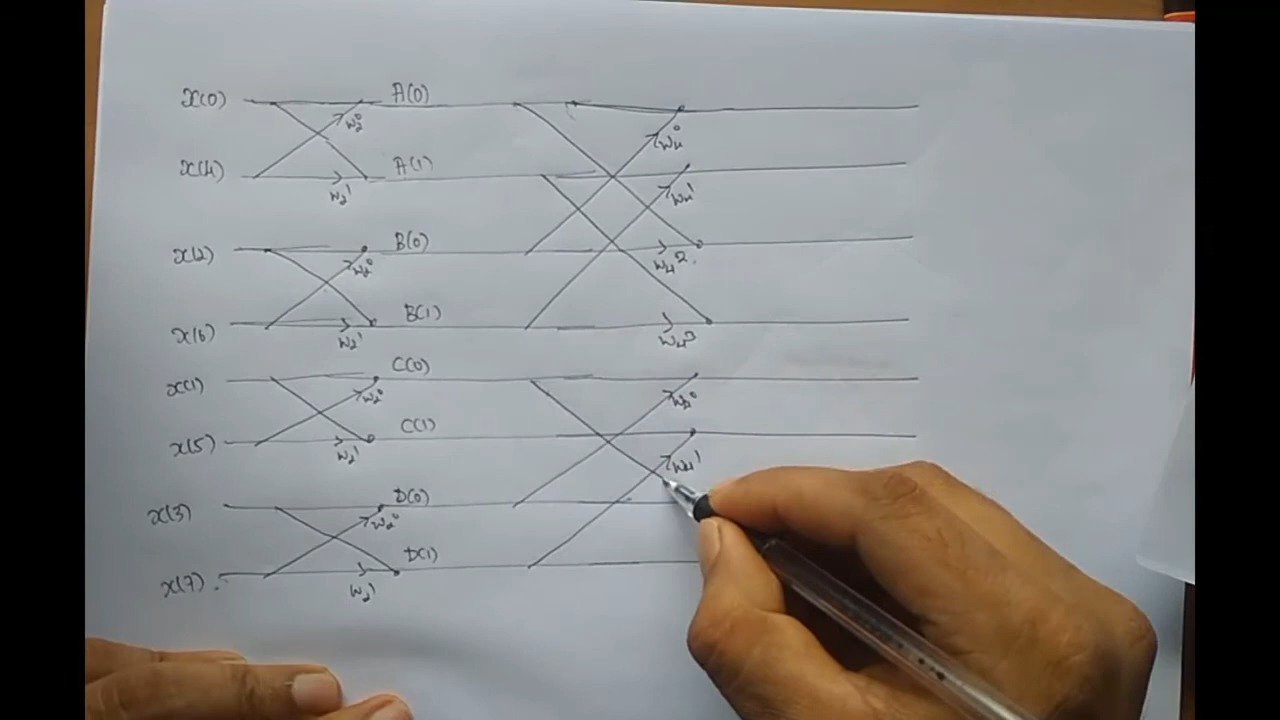 x(0) A(0)
W₂⁰ W₄⁰
x(4) A(1)
W₂¹ W₄¹
x(2) B(0)
W₂⁰ W₄²
x(6) B(1)
W₂¹ W₄³
x(1) C(0)
W₂⁰ W₄⁰
x(5) C(1)
W₂¹ W₄¹
x(3) D(0)
W₂⁰
x(7) D(1)
W₂¹